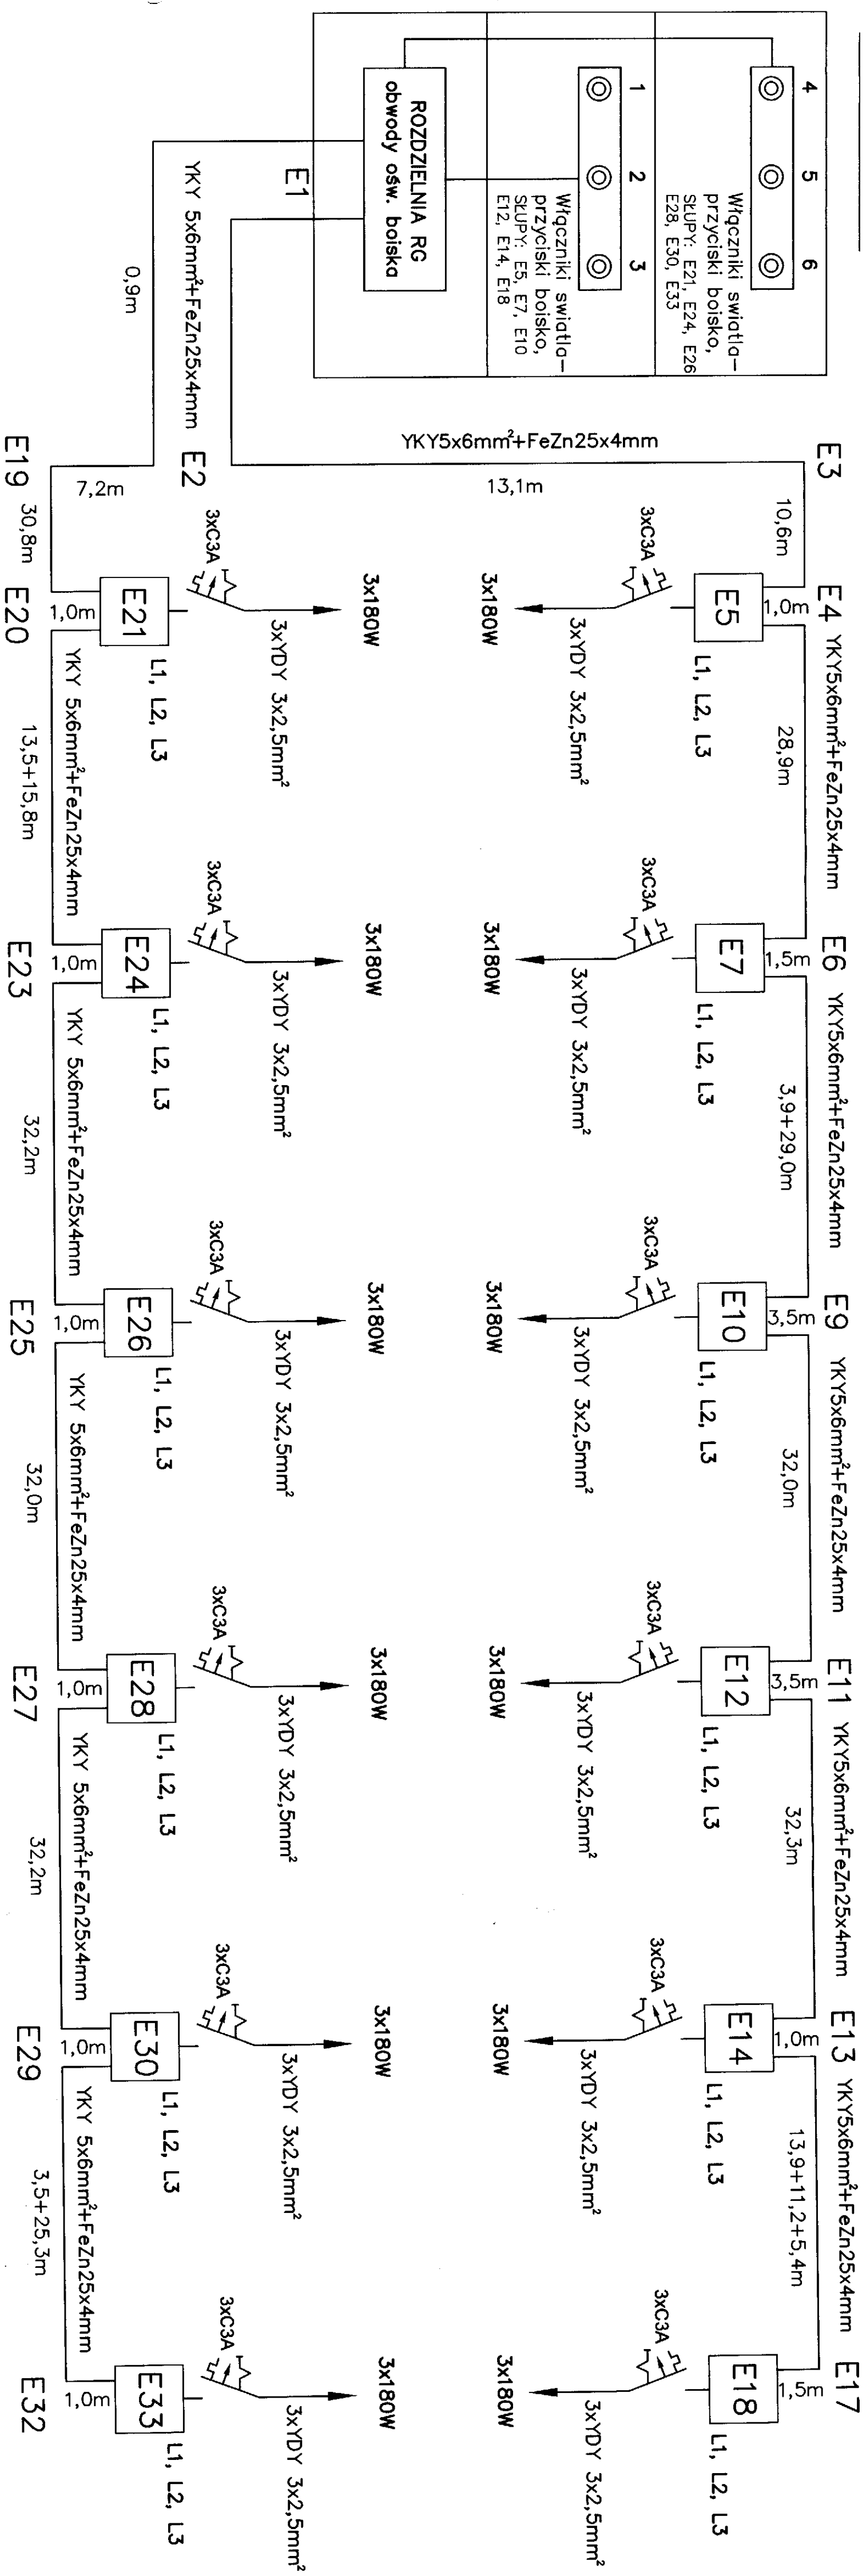 4
5
6
Włączniki swiatla–
przyciski boisko,
SŁUPY: E21, E24, E26
E28, E30, E33
1
2
3
Włączniki swiatla–
przyciski boisko,
SŁUPY: E5, E7, E10
E12, E14, E18
ROZDZIELNIA RG
obwody ośw. boiska
E1
YKY 5x6mm²+FeZn25x4mm
0,9m
E2
YKY5x6mm²+FeZn25x4mm
13,1m
E3
10,6m
E4
1,0m
E5
L1, L2, L3
3xC3A
3xYDY 3x2,5mm²
3x180W
YKY5x6mm²+FeZn25x4mm
28,9m
E6
1,5m
E7
L1, L2, L3
3xC3A
3xYDY 3x2,5mm²
3x180W
YKY5x6mm²+FeZn25x4mm
3,9+29,0m
E9
3,5m
E10
L1, L2, L3
3xC3A
3xYDY 3x2,5mm²
3x180W
YKY5x6mm²+FeZn25x4mm
32,0m
E11
3,5m
E12
L1, L2, L3
3xC3A
3xYDY 3x2,5mm²
3x180W
YKY5x6mm²+FeZn25x4mm
32,3m
E13
1,0m
E14
L1, L2, L3
3xC3A
3xYDY 3x2,5mm²
3x180W
YKY5x6mm²+FeZn25x4mm
13,9+11,2+5,4m
E17
1,5m
E18
L1, L2, L3
3xC3A
3xYDY 3x2,5mm²
3x180W
7,2m
E19
30,8m
E20
1,0m
E21
L1, L2, L3
3xC3A
3xYDY 3x2,5mm²
3x180W
YKY 5x6mm²+FeZn25x4mm
13,5+15,8m
E23
1,0m
E24
L1, L2, L3
3xC3A
3xYDY 3x2,5mm²
3x180W
YKY 5x6mm²+FeZn25x4mm
32,2m
E25
1,0m
E26
L1, L2, L3
3xC3A
3xYDY 3x2,5mm²
3x180W
YKY 5x6mm²+FeZn25x4mm
32,0m
E27
1,0m
E28
L1, L2, L3
3xC3A
3xYDY 3x2,5mm²
3x180W
YKY 5x6mm²+FeZn25x4mm
32,2m
E29
1,0m
E30
L1, L2, L3
3xC3A
3xYDY 3x2,5mm²
3x180W
YKY 5x6mm²+FeZn25x4mm
3,5+25,3m
E32
1,0m
E33
L1, L2, L3
3xC3A
3xYDY 3x2,5mm²
3x180W